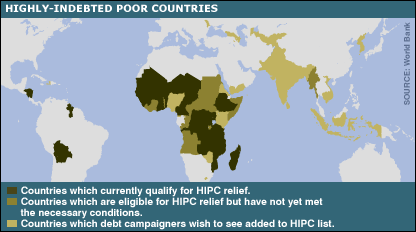 HIGHLY-INDEBTED POOR COUNTRIES
SOURCE: World Bank
Countries which currently qualify for HIPC relief.
Countries which are eligible for HIPC relief but have not yet met
the necessary conditions.
Countries which debt campaigners wish to see added to HIPC list.